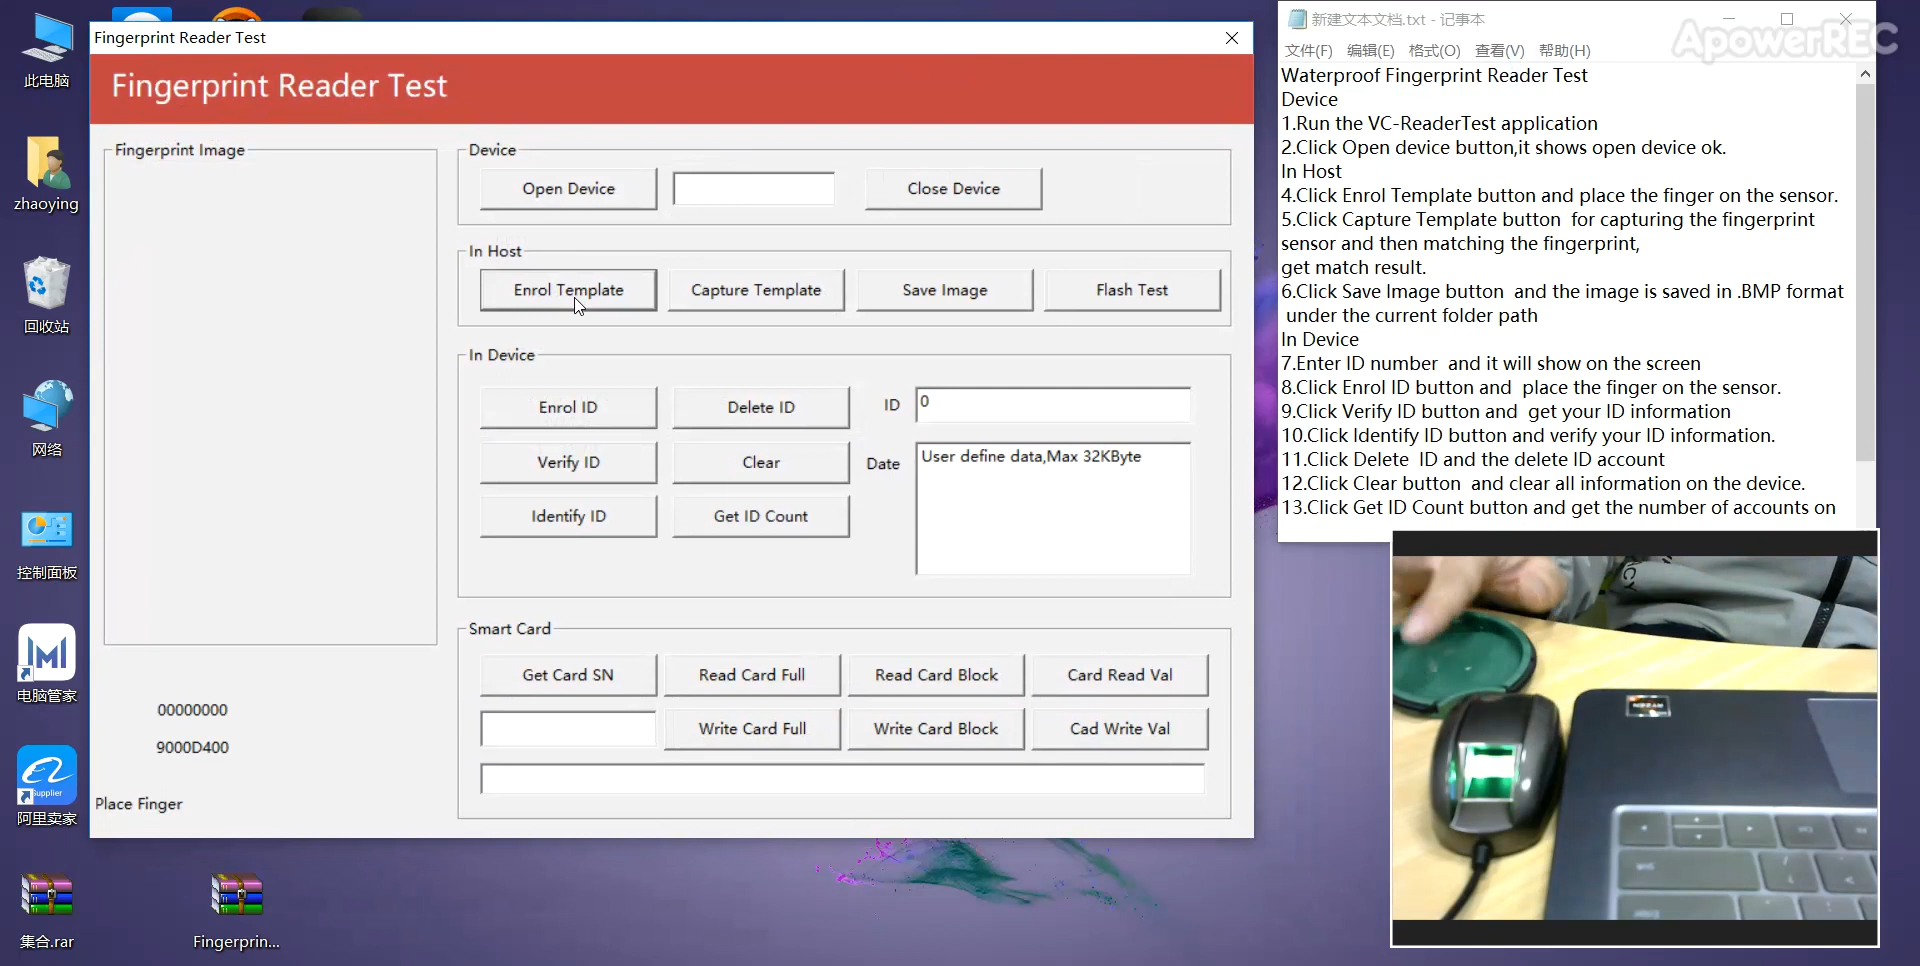 此电脑
zhaoying
回收站
网络
控制面板
电脑管家
Supplier
阿里卖家
集合.rar
Fingerprin...
Fingerprint Reader Test
Fingerprint Reader Test
Fingerprint Image
00000000
9000D400
Place Finger
Device
Open Device
Close Device
In Host
Enrol Template
Capture Template
Save Image
Flash Test
In Device
Enrol ID
Delete ID
ID
0
Verify ID
Clear
Date
User define data,Max 32KByte
Identify ID
Get ID Count
Smart Card
Get Card SN
Read Card Full
Read Card Block
Card Read Val
Write Card Full
Write Card Block
Cad Write Val
新建文本文档.txt - 记事本
ApowerREC
文件(F) 编辑(E) 格式(O) 查看(V) 帮助(H)
Waterproof Fingerprint Reader Test
Device
1.Run the VC-ReaderTest application
2.Click Open device button,it shows open device ok.
In Host
4.Click Enrol Template button and place the finger on the sensor.
5.Click Capture Template button  for capturing the fingerprint
sensor and then matching the fingerprint,
get match result.
6.Click Save Image button  and the image is saved in .BMP format
under the current folder path
In Device
7.Enter ID number  and it will show on the screen
8.Click Enrol ID button and  place the finger on the sensor.
9.Click Verify ID button and  get your ID information
10.Click Identify ID button and verify your ID information.
11.Click Delete  ID and the delete ID account
12.Click Clear button  and clear all information on the device.
13.Click Get ID Count button and get the number of accounts on